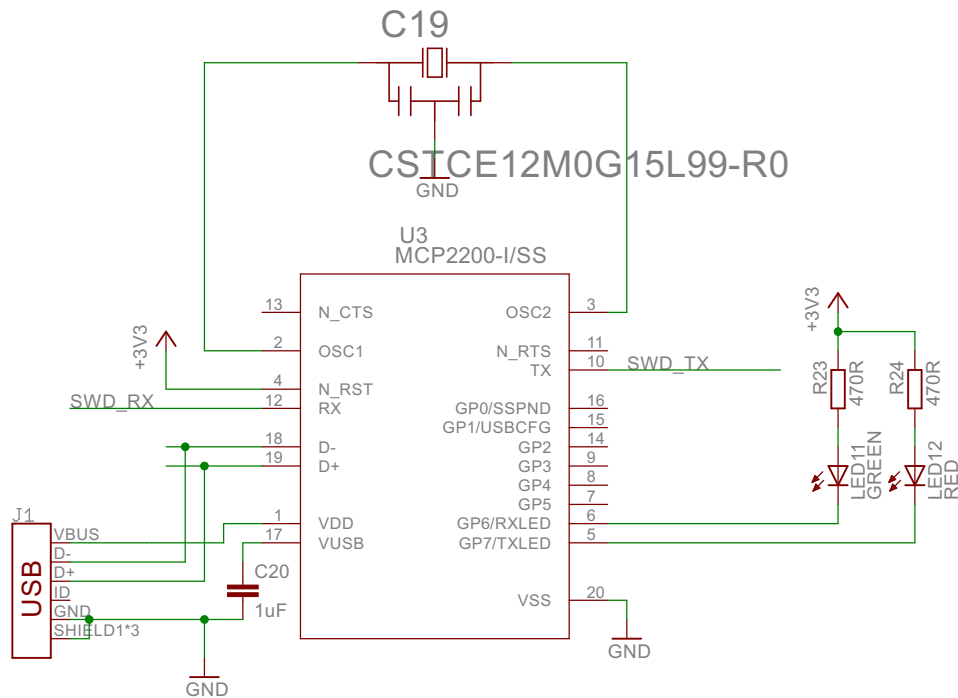 C19
CSTCE12M0G15L99-R0
GND
U3
MCP2200-I/SS
13 N_CTS
2 OSC1
4 N_RST
12 RX
18 D-
19 D+
1 VDD
17 VUSB
OSC2 3
N_RTS 11
TX 10
GP0/SSPND 16
GP1/USBCFG 15
GP2 14
GP3 9
GP4 8
GP5 7
GP6/RXLED 6
GP7/TXLED 5
VSS 20
+3V3
SWD_RX
SWD_TX
+3V3
R23
470R
R24
470R
LED11
GREEN
LED12
RED
J1
USB
VBUS
D-
D+
ID
GND
SHIELD1*3
C20
1uF
GND
GND